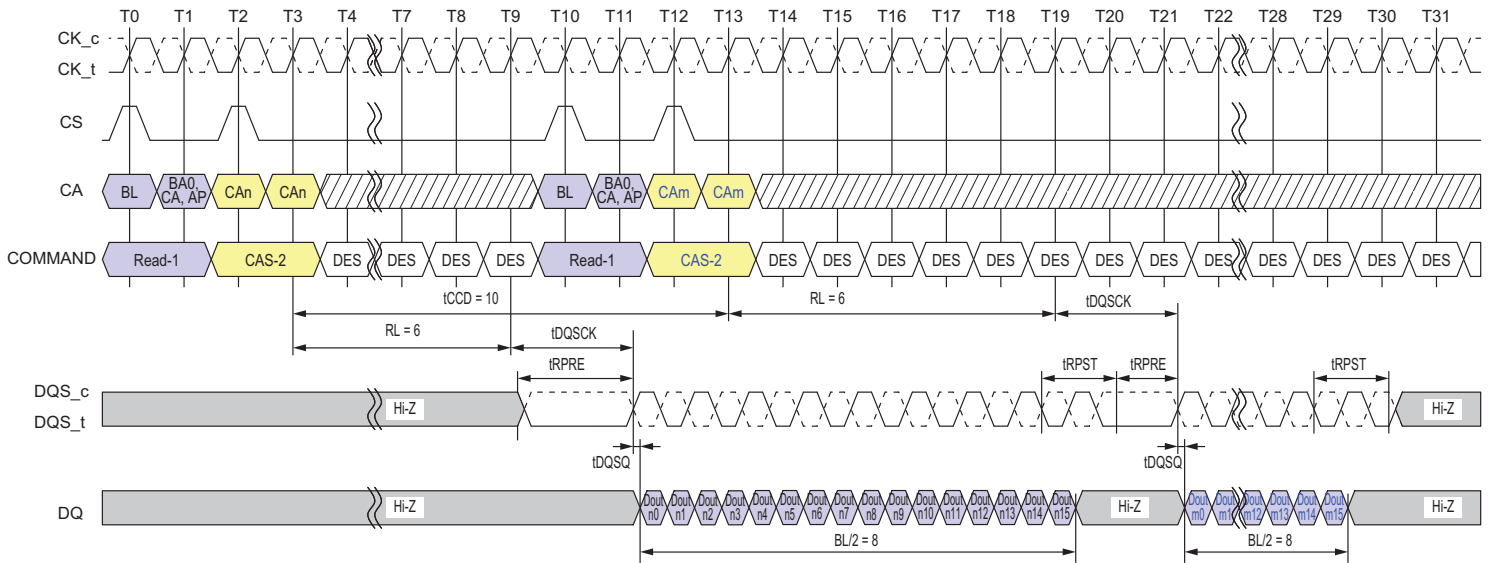 T0 T1 T2 T3 T4 T7 T8 T9 T10 T11 T12 T13 T14 T15 T16 T17 T18 T19 T20 T21 T22 T28 T29 T30 T31
CK_c
CK_t
CS
CA BL BA0, CA, AP CAn CAn BL BA0, CA, AP CAm CAm
COMMAND Read-1 CAS-2 DES DES DES DES Read-1 CAS-2 DES DES DES DES DES DES DES DES DES DES DES DES DES
tCCD = 10 RL = 6 tDQSCK
RL = 6 tDQSCK
tRPRE tRPST tRPRE tRPST
DQS_c
DQS_t
Hi-Z Hi-Z
tDQSQ tDQSQ
DQ Hi-Z Dout n0 Dout n1 Dout n2 Dout n3 Dout n4 Dout n5 Dout n6 Dout n7 Dout n8 Dout n9 Dout n10 Dout n11 Dout n12 Dout n13 Dout n14 Dout n15 Hi-Z Dout m0 Dout m1 Dout m12 Dout m13 Dout m14 Dout m15 Hi-Z
BL/2 = 8 BL/2 = 8